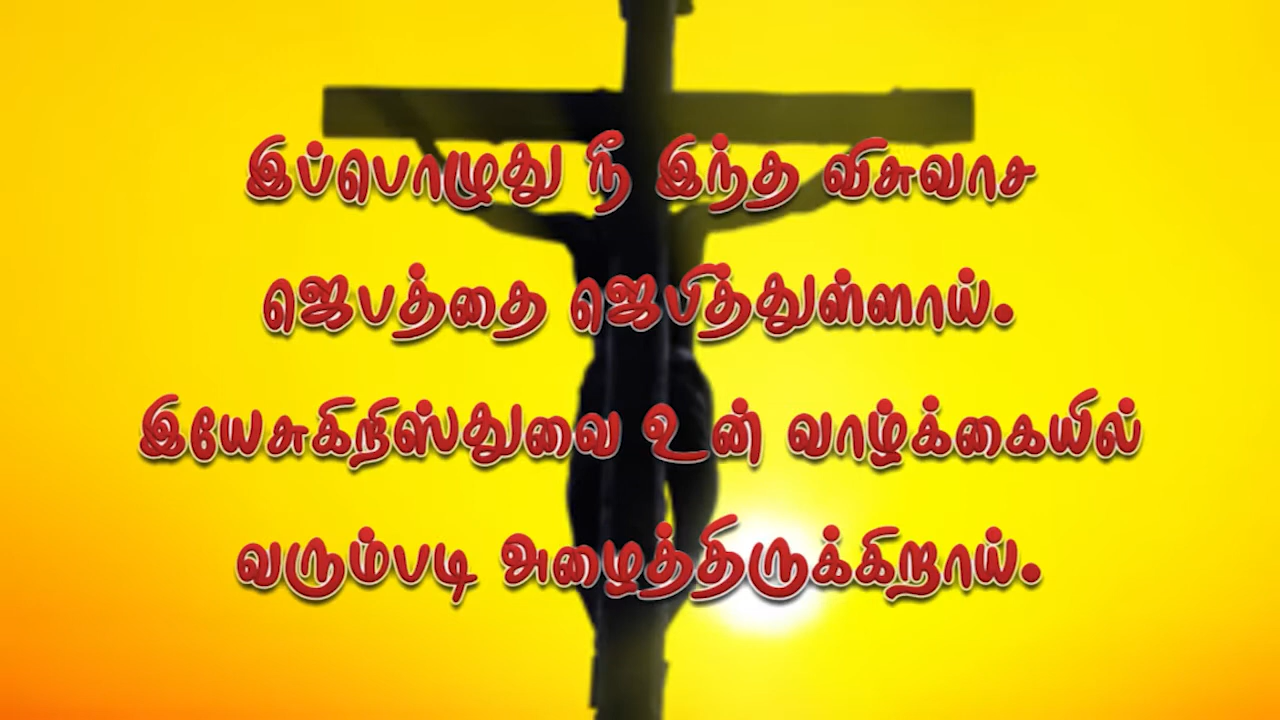 இப்பொழுது நீ இந்த விசுவாச
ஜெபத்தை ஜெபித்துள்ளாய்.
இயேசுகிறிஸ்துவை உன் வாழ்க்கையில்
வரும்படி அழைத்திருக்கிறாய்.